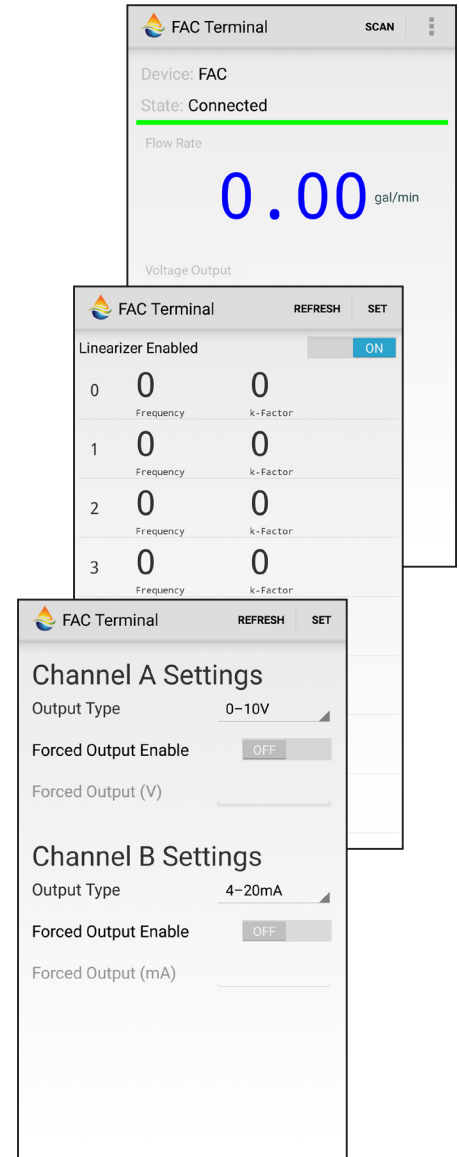 FAC Terminal SCAN
Device: FAC
State: Connected
Flow Rate
0.00 gal/min
Voltage Output
FAC Terminal REFRESH SET
Linearizer Enabled ON
0 0 0
Frequency k-Factor
1 0 0
Frequency k-Factor
2 0 0
Frequency k-Factor
3 0 0
Frequency k-Factor
FAC Terminal REFRESH SET
Channel A Settings
Output Type 0–10V
Forced Output Enable OFF
Forced Output (V)
Channel B Settings
Output Type 4–20mA
Forced Output Enable OFF
Forced Output (mA)